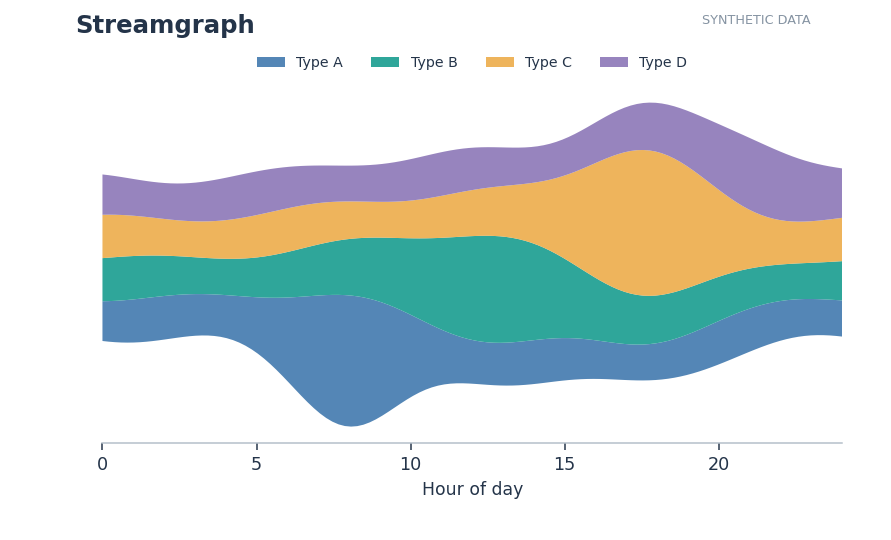 Streamgraph
SYNTHETIC DATA
Type A Type B Type C Type D
0 5 10 15 20
Hour of day